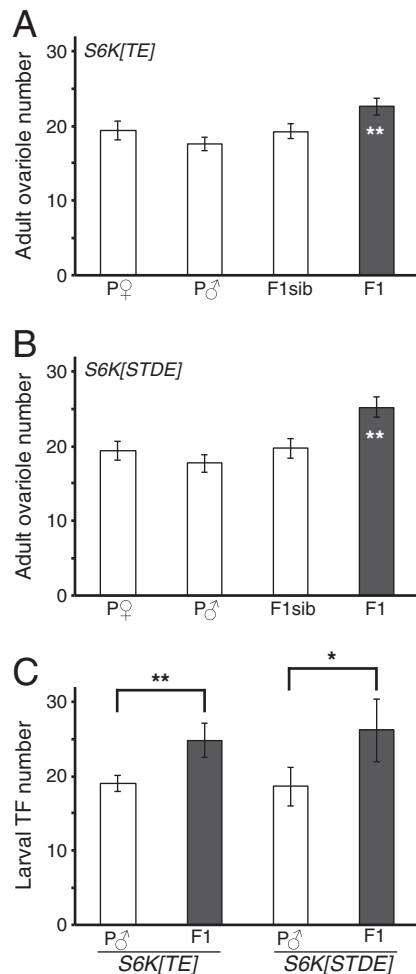 A
S6K[TE]
Adult ovariole number
30
20
10
0
**
P♀ P♂ F1sib F1
B
S6K[STDE]
Adult ovariole number
30
20
10
0
**
P♀ P♂ F1sib F1
C
Larval TF number
30
20
10
0
** *
P♂ F1 P♂ F1
S6K[TE] S6K[STDE]